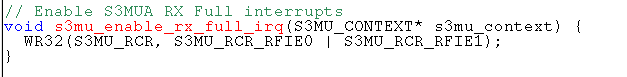 // Enable S3MUA RX Full interrupts
void s3mu_enable_rx_full_irq(S3MU_CONTEXT* s3mu_context) {
  WR32(S3MU_RCR, S3MU_RCR_RFIE0 | S3MU_RCR_RFIE1);
}